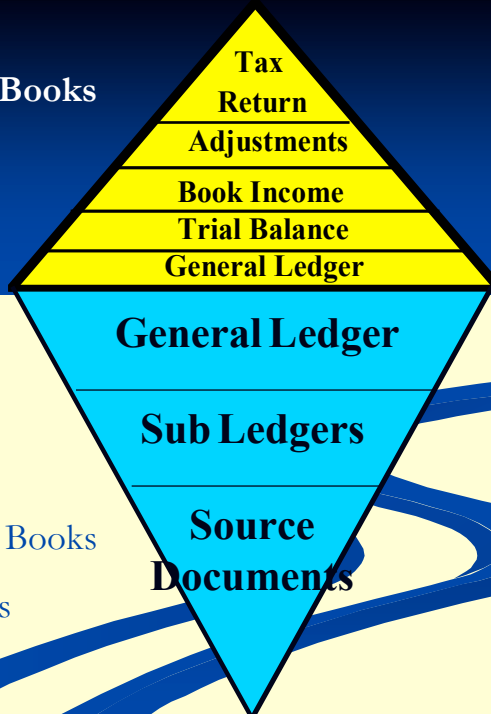 Tax
Books
Return
Adjustments
Book Income
Trial Balance
General Ledger
General Ledger
Sub Ledgers
Source
Books
Documents
s